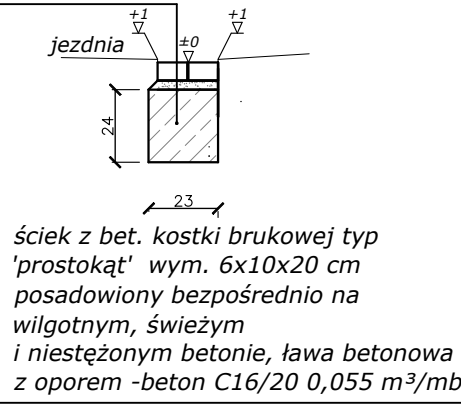 +1 +1
jezdnia ±0
24
23
ściek z bet. kostki brukowej typ
'prostokąt' wym. 6x10x20 cm
posadowiony bezpośrednio na
wilgotnym, świeżym
i niestężonym betonie, ława betonowa
z oporem -beton C16/20 0,055 m³/mb